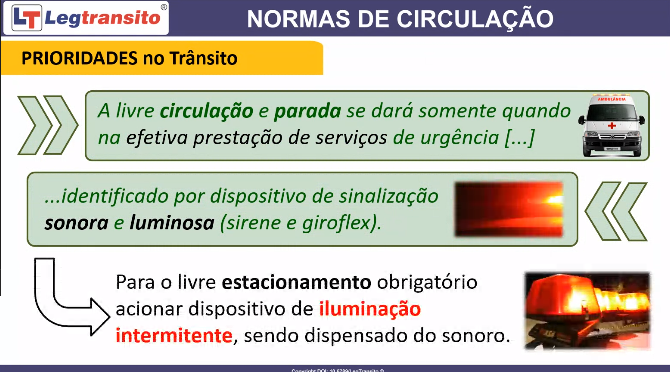 LT Legtransito®
NORMAS DE CIRCULAÇÃO
PRIORIDADES no Trânsito
A livre circulação e parada se dará somente quando
na efetiva prestação de serviços de urgência [...]
AMBULÂNCIA
...identificado por dispositivo de sinalização
sonora e luminosa (sirene e giroflex).
Para o livre estacionamento obrigatório
acionar dispositivo de iluminação
intermitente, sendo dispensado do sonoro.